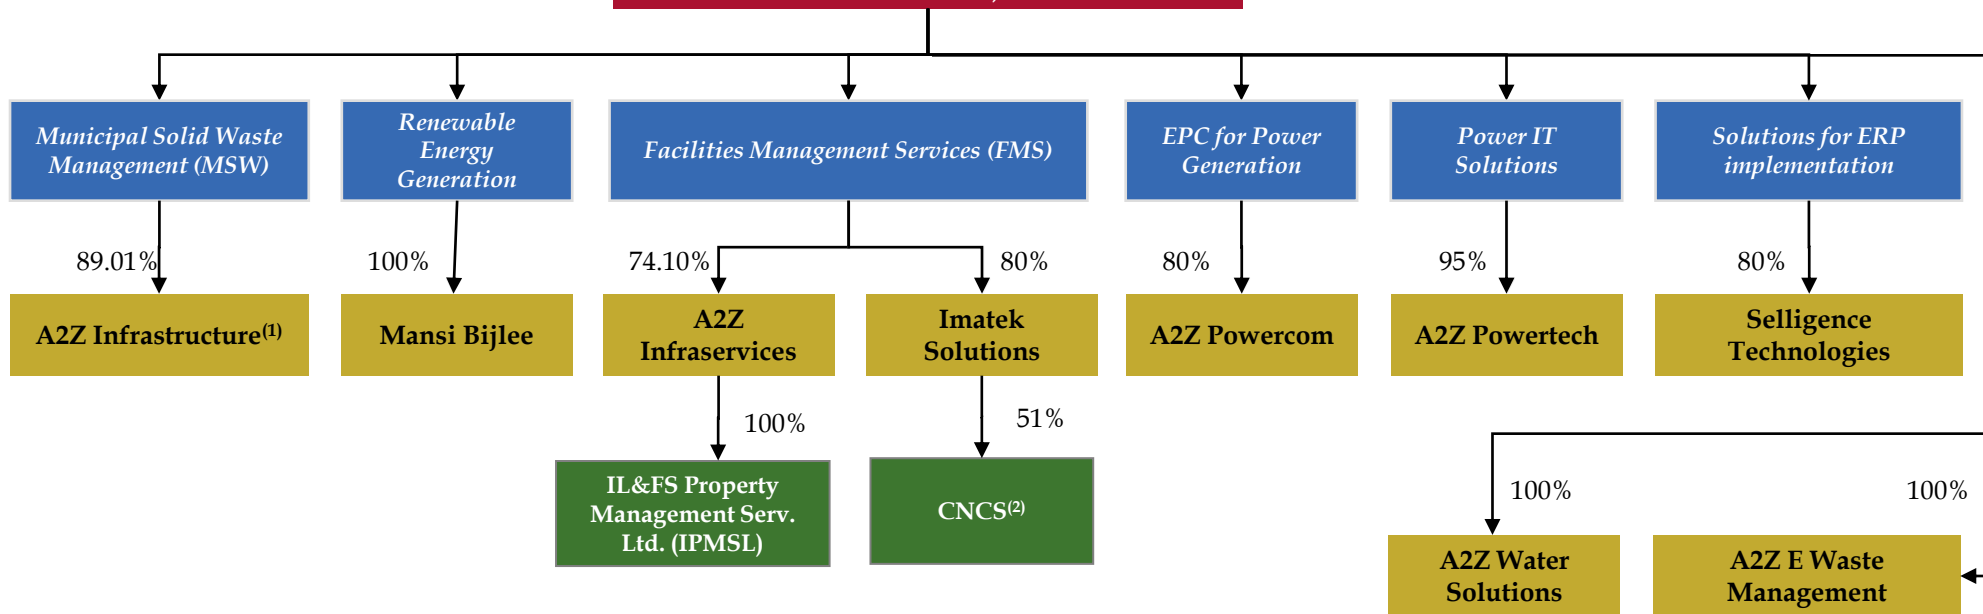 Municipal Solid Waste
Management (MSW)
Renewable
Energy
Generation
Facilities Management Services (FMS)
EPC for Power
Generation
Power IT
Solutions
Solutions for ERP
implementation
89.01%
100%
74.10%
80%
80%
95%
80%
A2Z Infrastructure(1)
Mansi Bijlee
A2Z
Infraservices
Imatek
Solutions
A2Z Powercom
A2Z Powertech
Selligence
Technologies
100%
51%
IL&FS Property
Management Serv.
Ltd. (IPMSL)
CNCS(2)
100%
100%
A2Z Water
Solutions
A2Z E Waste
Management